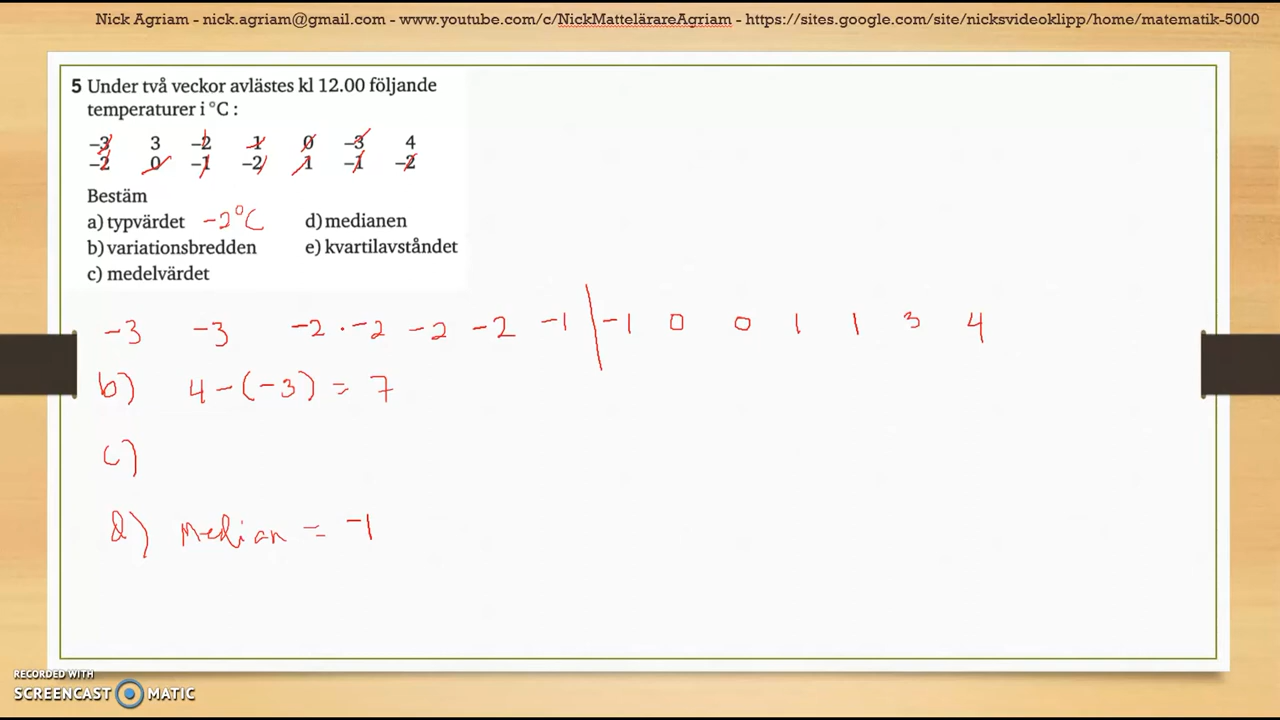 Nick Agriam - nick.agriam@gmail.com - www.youtube.com/c/NickMattelärareAgriam - https://sites.google.com/site/nicksvideoklipp/home/matematik-5000
5 Under två veckor avlästes kl 12.00 följande
temperaturer i °C :
–3 3 –2 1 0 –3 4
–2 0 –1 –2 1 –1 –2
Bestäm
a) typvärdet -2°C d) medianen
b) variationsbredden e) kvartilavståndet
c) medelvärdet
-3 -3 -2 · -2 -2 -2 -1 | -1 0 0 1 1 3 4
b) 4-(-3) = 7
c)
d) Median = -1
RECORDED WITH
SCREENCAST MATIC